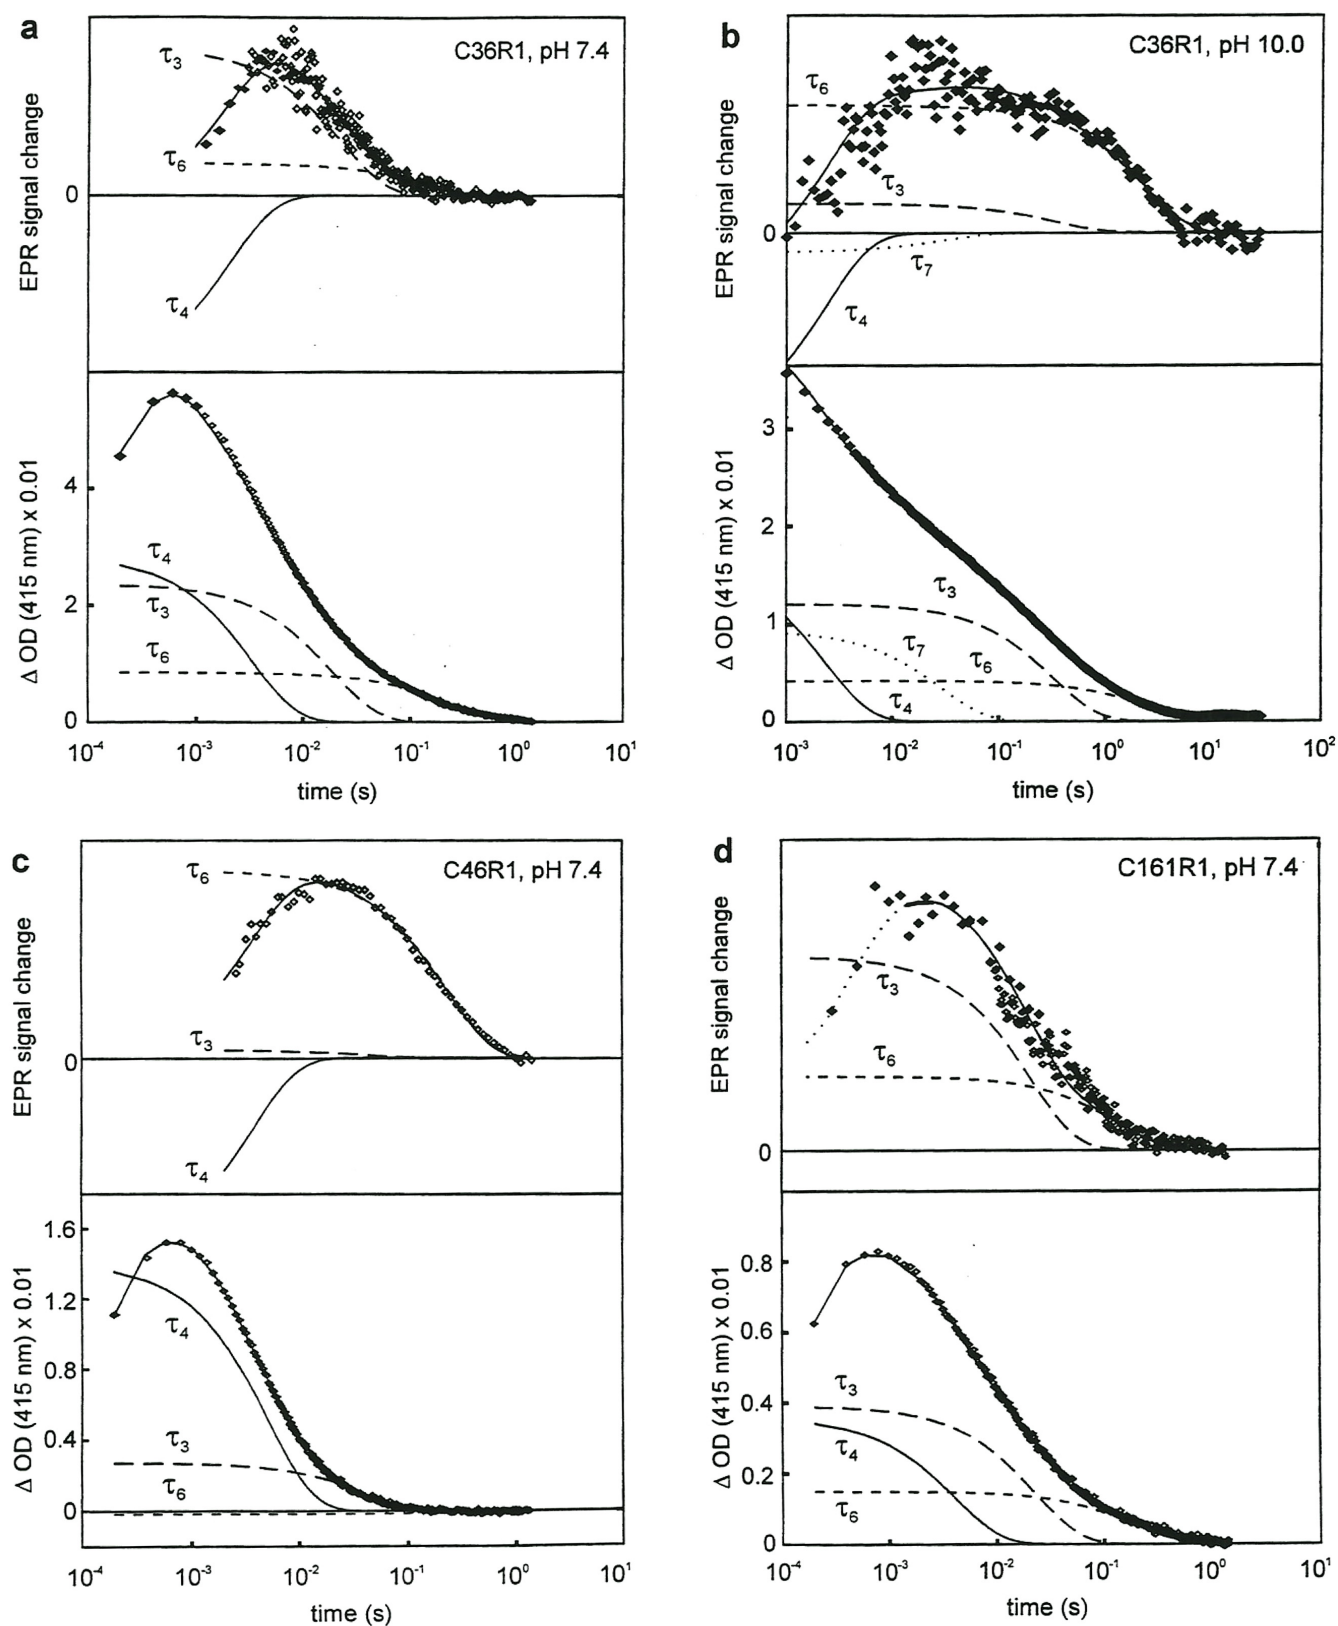 a
C36R1, pH 7.4
EPR signal change
τ3
τ6
0
τ4
Δ OD (415 nm) x 0.01
4
2
0
τ4
τ3
τ6
10-4
10-3
10-2
10-1
100
101
time (s)
b
C36R1, pH 10.0
EPR signal change
τ6
τ3
0
τ7
τ4
Δ OD (415 nm) x 0.01
3
2
1
0
τ3
τ7
τ6
τ4
10-3
10-2
10-1
100
101
102
time (s)
c
C46R1, pH 7.4
EPR signal change
τ6
τ3
0
τ4
Δ OD (415 nm) x 0.01
1.6
1.2
0.8
0.4
0
τ4
τ3
τ6
10-4
10-3
10-2
10-1
100
101
time (s)
d
C161R1, pH 7.4
EPR signal change
τ3
τ6
0
Δ OD (415 nm) x 0.01
0.8
0.6
0.4
0.2
0
τ3
τ4
τ6
10-4
10-3
10-2
10-1
100
101
time (s)